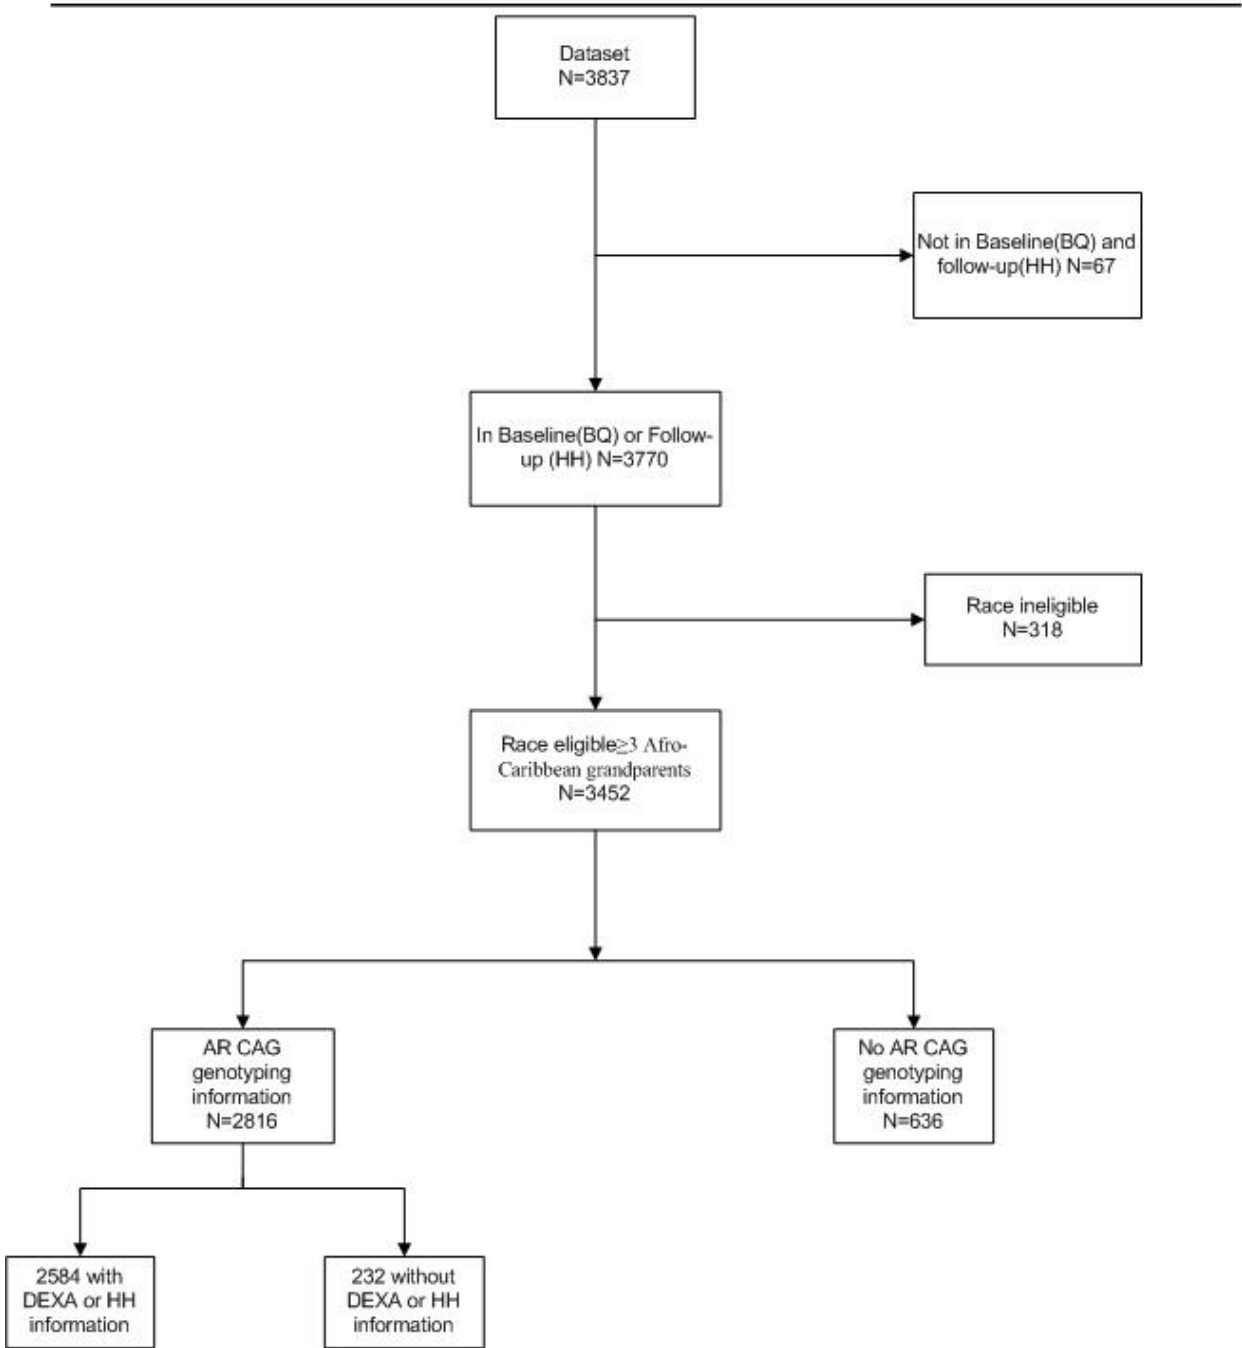 Dataset
N=3837
Not in Baseline(BQ) and
follow-up(HH) N=67
In Baseline(BQ) or Follow-
up (HH) N=3770
Race ineligible
N=318
Race eligible≥3 Afro-
Caribbean grandparents
N=3452
AR CAG
genotyping
information
N=2816
No AR CAG
genotyping
information
N=636
2584 with
DEXA or HH
information
232 without
DEXA or HH
information